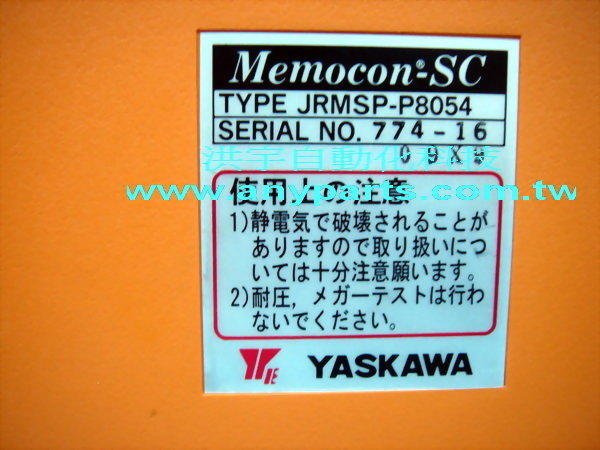 Memocon®-SC
TYPE JRMSP-P8054
SERIAL NO. 774-16
洪宇自動化科技
使用上の注意
www.anyparts.com.tw
1)静電気で破壊されることが
ありますので取り扱いにつ
いては十分注意願います。
2)耐圧,メガーテストは行わ
ないでください。
YASKAWA